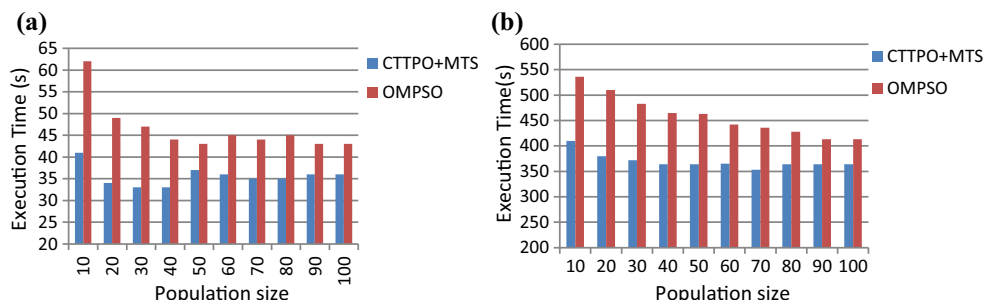 (a)
65
60
55
50
45
40
35
30
25
20
Execution Time (s)
10
20
30
40
50
60
70
80
90
100
Population size
CTTPO+MTS
OMPSO
(b)
600
550
500
450
400
350
300
250
200
Execution Time(s)
10 20 30 40 50 60 70 80 90 100
Population size
CTTPO+MTS
OMPSO